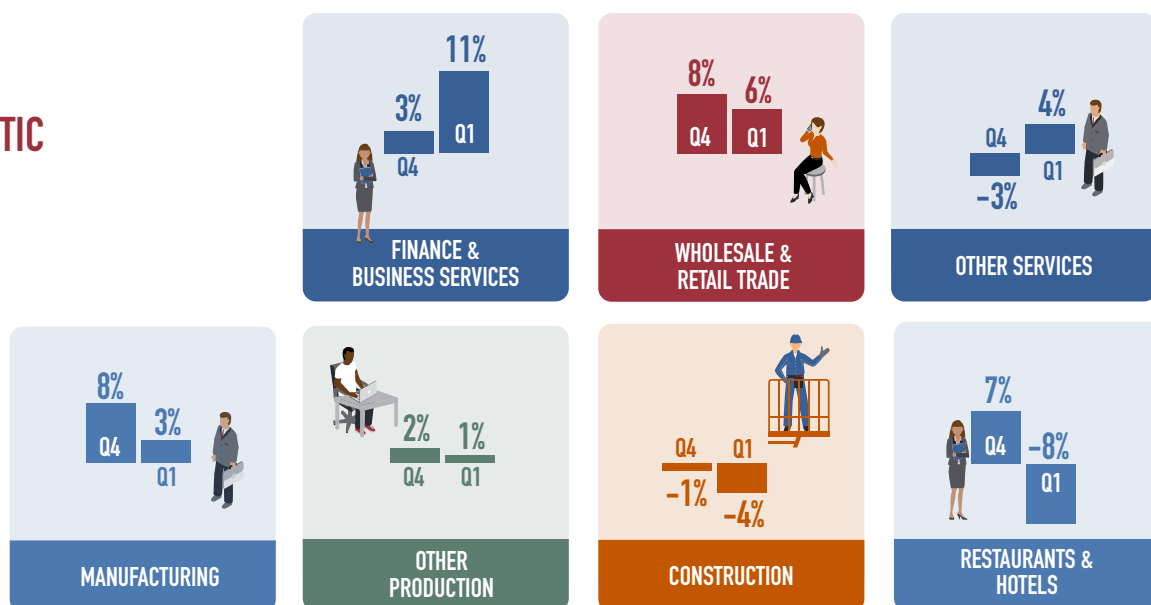 TIC
11%
3%
Q1
Q4
FINANCE &
BUSINESS SERVICES
8%
6%
Q4
Q1
WHOLESALE &
RETAIL TRADE
4%
Q4
Q1
−3%
OTHER SERVICES
8%
3%
Q4
Q1
MANUFACTURING
2%
1%
Q4
Q1
OTHER
PRODUCTION
Q4
Q1
−1%
−4%
CONSTRUCTION
7%
Q4
−8%
Q1
RESTAURANTS &
HOTELS